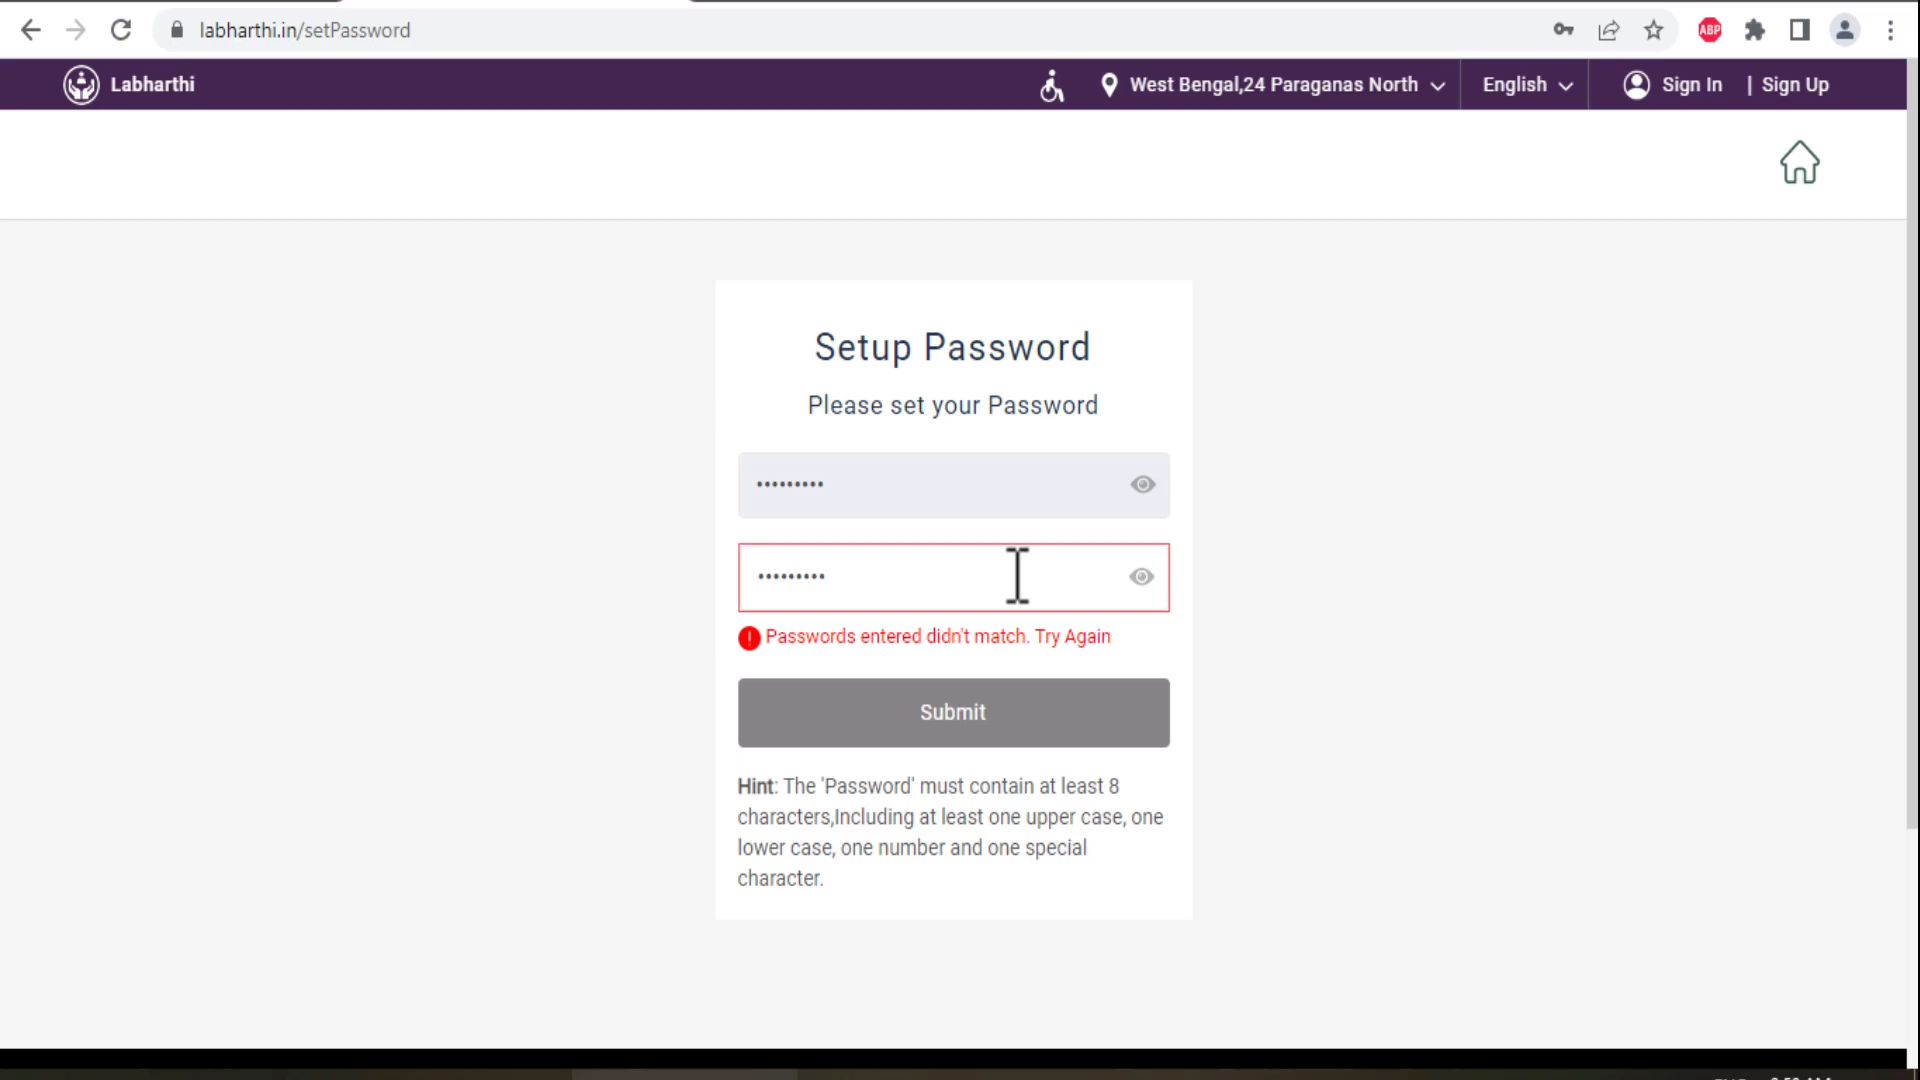 labharthi.in/setPassword
ABP
Labharthi
West Bengal,24 Paraganas North
English
Sign In | Sign Up
Setup Password
Please set your Password
•••••••••
•••••••••
! Passwords entered didn't match. Try Again
Submit
Hint: The 'Password' must contain at least 8
characters,Including at least one upper case, one
lower case, one number and one special
character.